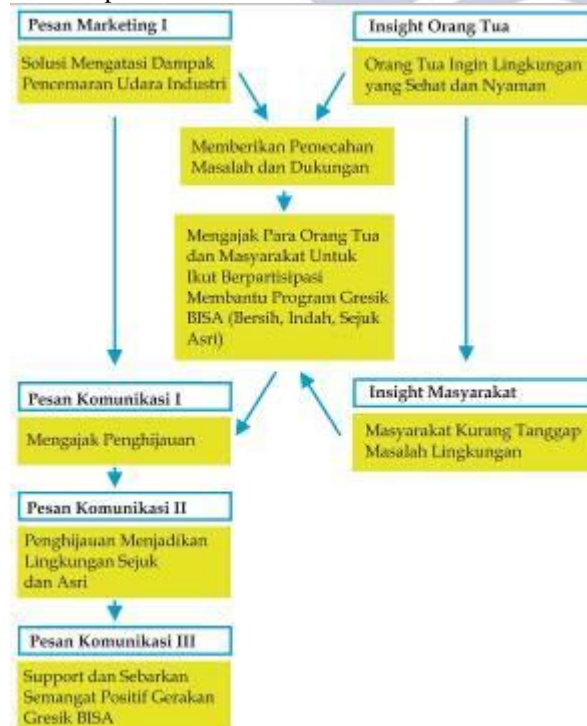 Pesan Marketing I
Solusi Mengatasi Dampak
Pencemaran Udara Industri
Insight Orang Tua
Orang Tua Ingin Lingkungan
yang Sehat dan Nyaman
Memberikan Pemecahan
Masalah dan Dukungan
Mengajak Para Orang Tua
dan Masyarakat Untuk
Ikut Berpartisipasi
Membantu Program Gresik
BISA (Bersih, Indah, Sejuk
Asri)
Pesan Komunikasi I
Mengajak Penghijauan
Insight Masyarakat
Masyarakat Kurang Tanggap
Masalah Lingkungan
Pesan Komunikasi II
Penghijauan Menjadikan
Lingkungan Sejuk
dan Asri
Pesan Komunikasi III
Support dan Sebarkan
Semangat Positif Gerakan
Gresik BISA